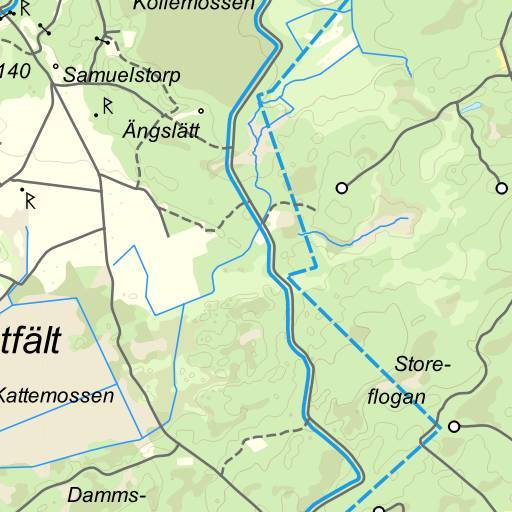 Kollemossen
140
Samuelstorp
Ängslätt
R
tfält
Kattemossen
Store-
flogan
Damms-